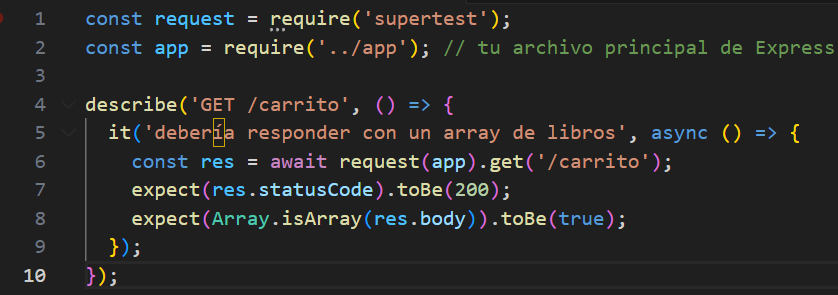 1 const request = require('supertest');
2 const app = require('../app'); // tu archivo principal de Express
3
4 describe('GET /carrito', () => {
5 it('debería responder con un array de libros', async () => {
6 const res = await request(app).get('/carrito');
7 expect(res.statusCode).toBe(200);
8 expect(Array.isArray(res.body)).toBe(true);
9 });
10 });